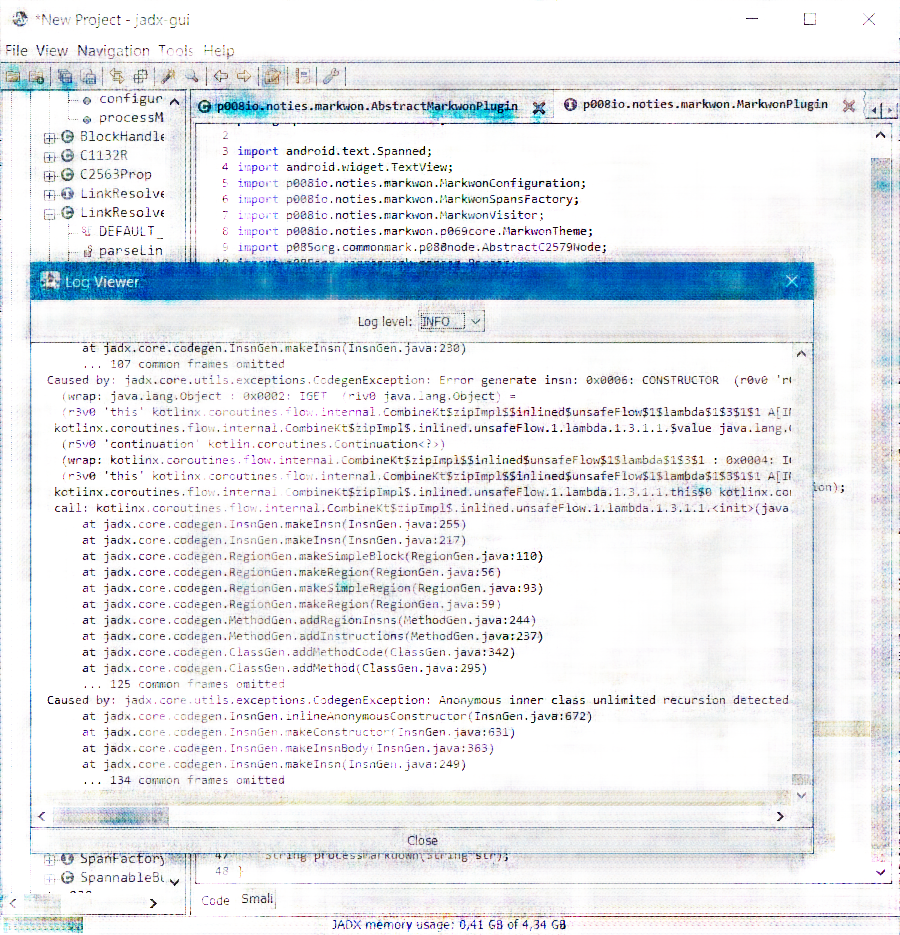 *New Project - jadx-gui
File View Navigation Tools Help
configur
processM
BlockHandle
C1132R
C2563Prop
LinkResolve
LinkResolve
DEFAULT_
parseLin
p008io.noties.markwon.AbstractMarkwonPlugin
p008io.noties.markwon.MarkwonPlugin
2
3 import android.text.Spanned;
4 import android.widget.TextView;
5 import p008io.noties.markwon.MarkwonConfiguration;
6 import p008io.noties.markwon.MarkwonSpansFactory;
7 import p008io.noties.markwon.MarkwonVisitor;
8 import p008io.noties.markwon.p069core.MarkwonTheme;
9 import p085org.commonmark.p088node.AbstractC2579Node;
Log Viewer
Log level: INFO
at jadx.core.codegen.InsnGen.makeInsn(InsnGen.java:230)
... 107 common frames omitted
Caused by: jadx.core.utils.exceptions.CodegenException: Error generate insn: 0x0006: CONSTRUCTOR (r0v0 'r
(wrap: java.lang.Object : 0x0002: IGET (r1v0 java.lang.Object) =
(r3v0 'this' kotlinx.coroutines.flow.internal.CombineKt$zipImpl$$inlined$unsafeFlow$1$lambda$1$3$1$1 A[I
kotlinx.coroutines.flow.internal.CombineKt$zipImpl$.inlined.unsafeFlow.1.lambda.1.3.1.1.$value java.lang.
(r5v0 'continuation' kotlin.coroutines.Continuation<?>)
(wrap: kotlinx.coroutines.flow.internal.CombineKt$zipImpl$$inlined$unsafeFlow$1$lambda$1$3$1 : 0x0004: I
(r3v0 'this' kotlinx.coroutines.flow.internal.CombineKt$zipImpl$$inlined$unsafeFlow$1$lambda$1$3$1$1 A[I
kotlinx.coroutines.flow.internal.CombineKt$zipImpl$.inlined.unsafeFlow.1.lambda.1.3.1.1.this$0 kotlinx.co
ion);
call: kotlinx.coroutines.flow.internal.CombineKt$zipImpl$.inlined.unsafeFlow.1.lambda.1.3.1.1.<init>(java
at jadx.core.codegen.InsnGen.makeInsn(InsnGen.java:255)
at jadx.core.codegen.InsnGen.makeInsn(InsnGen.java:217)
at jadx.core.codegen.RegionGen.makeSimpleBlock(RegionGen.java:110)
at jadx.core.codegen.RegionGen.makeRegion(RegionGen.java:56)
at jadx.core.codegen.RegionGen.makeSimpleRegion(RegionGen.java:93)
at jadx.core.codegen.RegionGen.makeRegion(RegionGen.java:59)
at jadx.core.codegen.MethodGen.addRegionInsns(MethodGen.java:244)
at jadx.core.codegen.MethodGen.addInstructions(MethodGen.java:237)
at jadx.core.codegen.ClassGen.addMethodCode(ClassGen.java:342)
at jadx.core.codegen.ClassGen.addMethod(ClassGen.java:295)
... 125 common frames omitted
Caused by: jadx.core.utils.exceptions.CodegenException: Anonymous inner class unlimited recursion detected
at jadx.core.codegen.InsnGen.inlineAnonymousConstructor(InsnGen.java:672)
at jadx.core.codegen.InsnGen.makeConstructor(InsnGen.java:631)
at jadx.core.codegen.InsnGen.makeInsnBody(InsnGen.java:363)
at jadx.core.codegen.InsnGen.makeInsn(InsnGen.java:249)
... 134 common frames omitted
Close
SpanFactory
SpannableBu
47 String processMarkdown(String str);
48 }
Code Smali
JADX memory usage: 0,41 GB of 4,34 GB